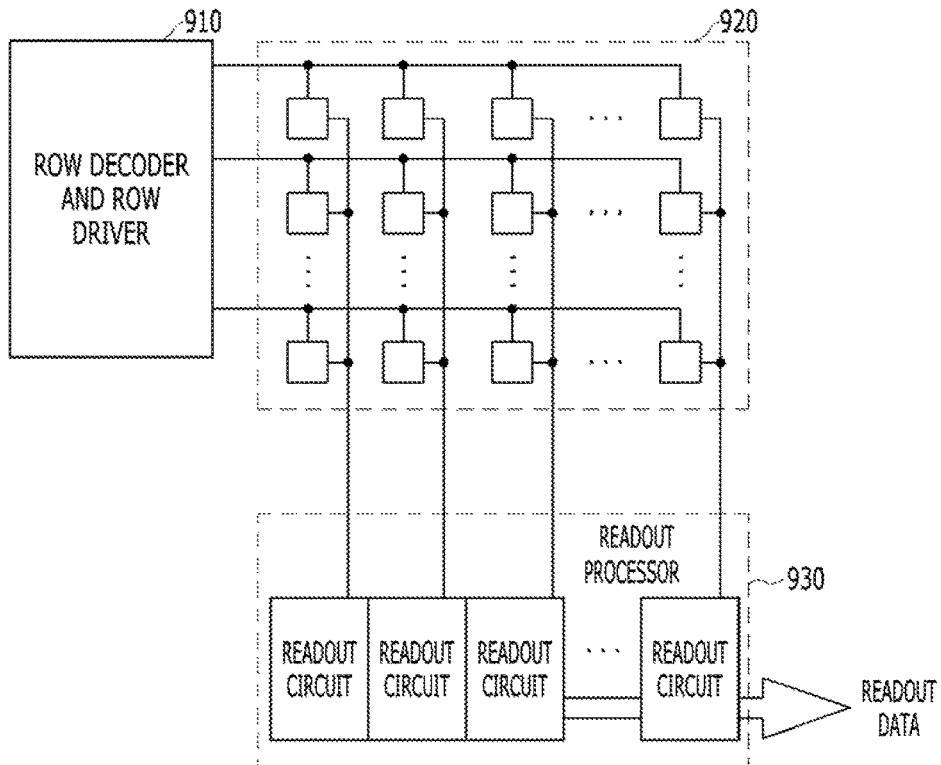 910
920
ROW DECODER
AND ROW
DRIVER
READOUT
PROCESSOR
930
READOUT
CIRCUIT
READOUT
CIRCUIT
READOUT
CIRCUIT
READOUT
CIRCUIT
READOUT
DATA